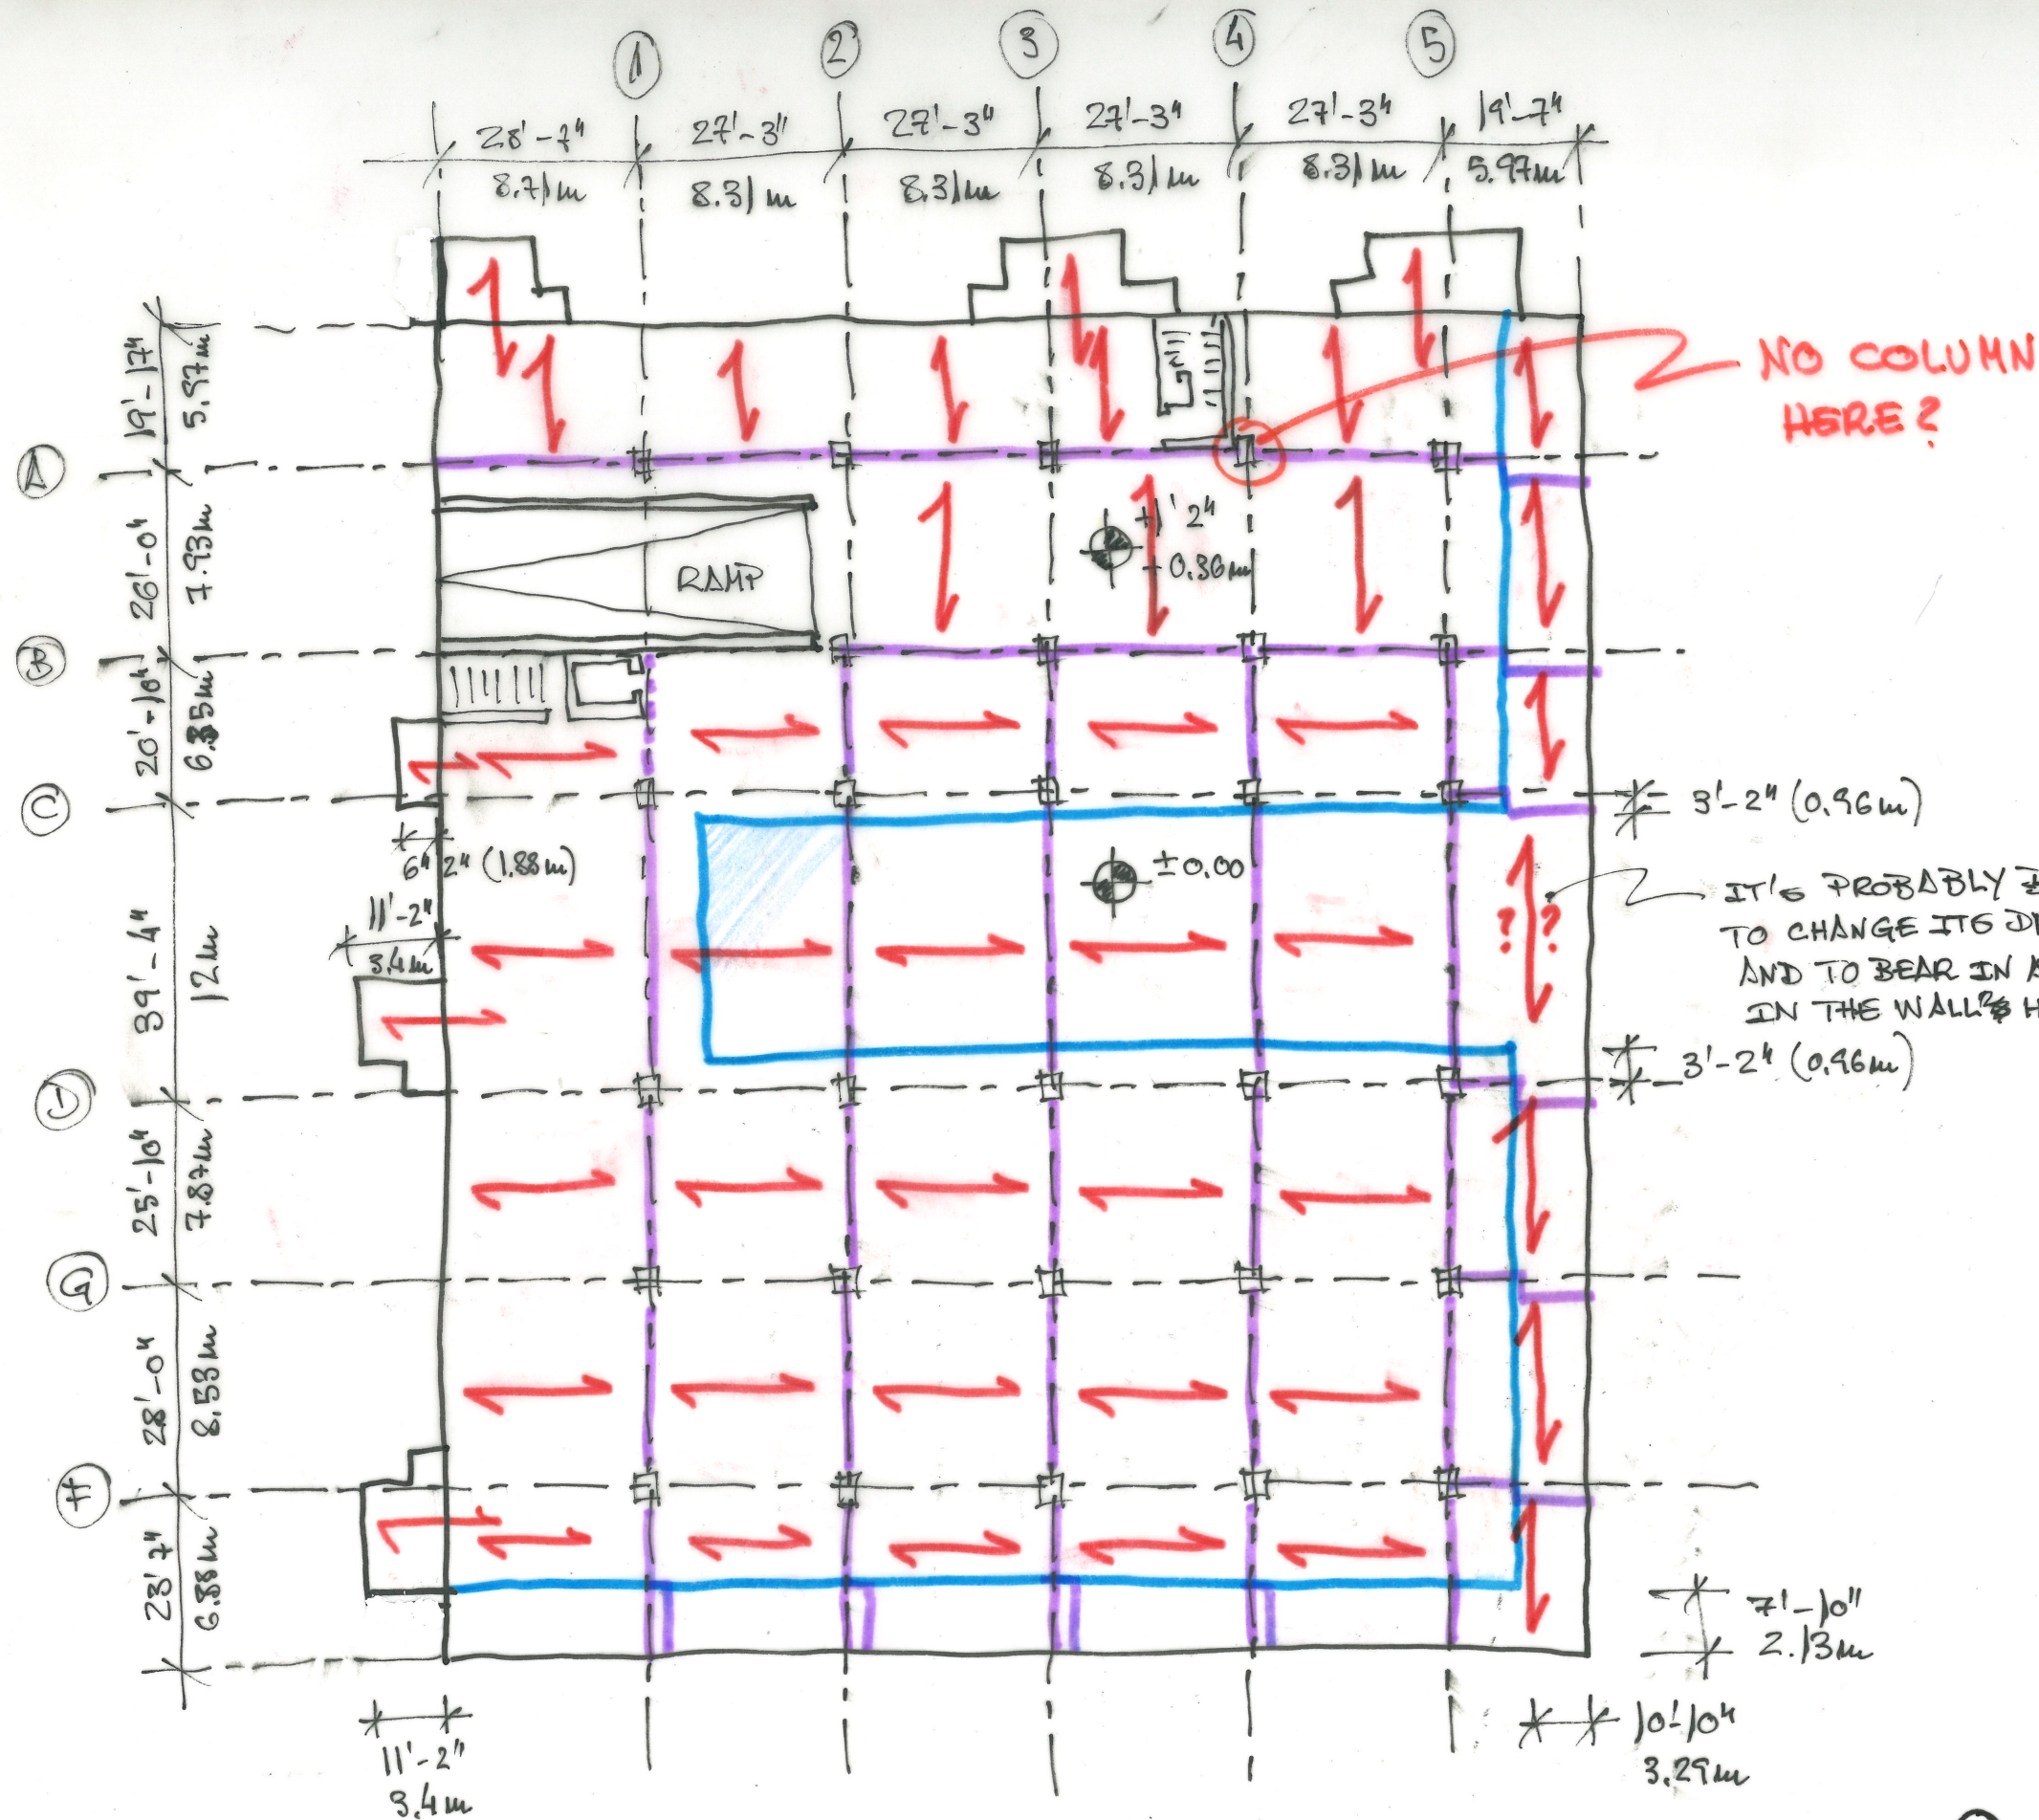 1 2 3 4 5
28'-7" 27'-3" 27'-3" 27'-3" 27'-3" 19'-7"
8.71m 8.31m 8.31m 8.31m 8.31m 5.97m
19'-17"
5.97m
NO COLUMN
HERE?
A
26'-0"
7.93m
+1'2"
+0.36m
RAMP
B
20'-10"
6.35m
C
3'-2" (0.96m)
6"2" (1.88m)
±0.00
IT'S PROBABLY
TO CHANGE ITS
AND TO BEAR IN
IN THE WALL?
? ?
11'-2"
3.4m
39'-4"
12m
3'-2" (0.96m)
D
25'-10"
7.87m
G
28'-0"
8.53m
H
23'7"
6.88m
7'-10"
2.13m
11'-2"
3.4m
10'-10"
3.29m